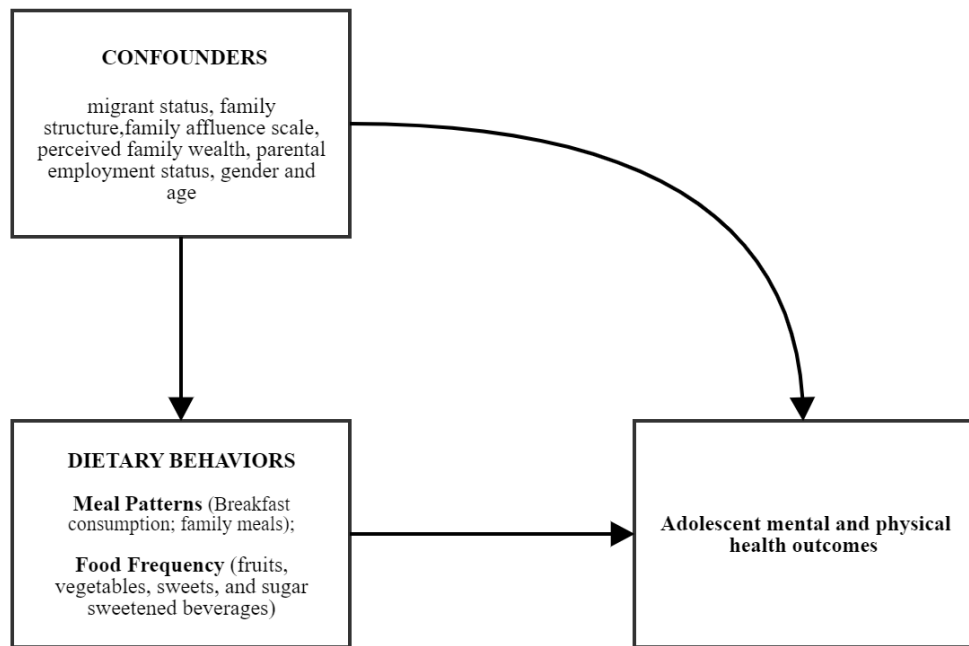 CONFOUNDERS
migrant status, family
structure,family affluence scale,
perceived family wealth, parental
employment status, gender and
age
DIETARY BEHAVIORS
Meal Patterns (Breakfast
consumption; family meals);
Food Frequency (fruits,
vegetables, sweets, and sugar
sweetened beverages)
Adolescent mental and physical
health outcomes